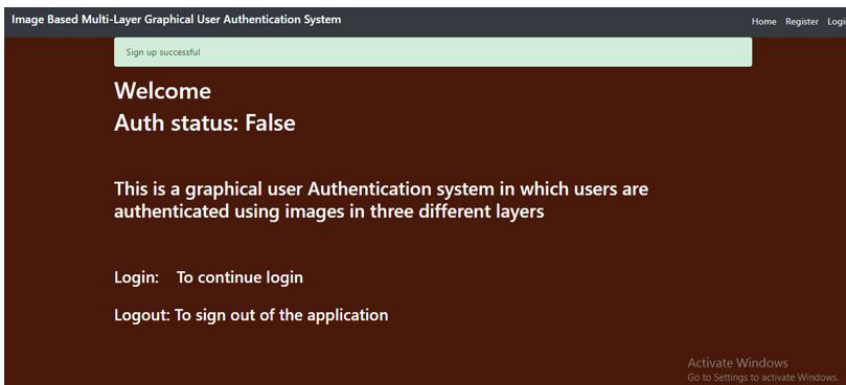 Image Based Multi-Layer Graphical User Authentication System
Home Register Login
Sign up successful
Welcome
Auth status: False
This is a graphical user Authentication system in which users are
authenticated using images in three different layers
Login: To continue login
Logout: To sign out of the application
Activate Windows
Go to Settings to activate Windows.